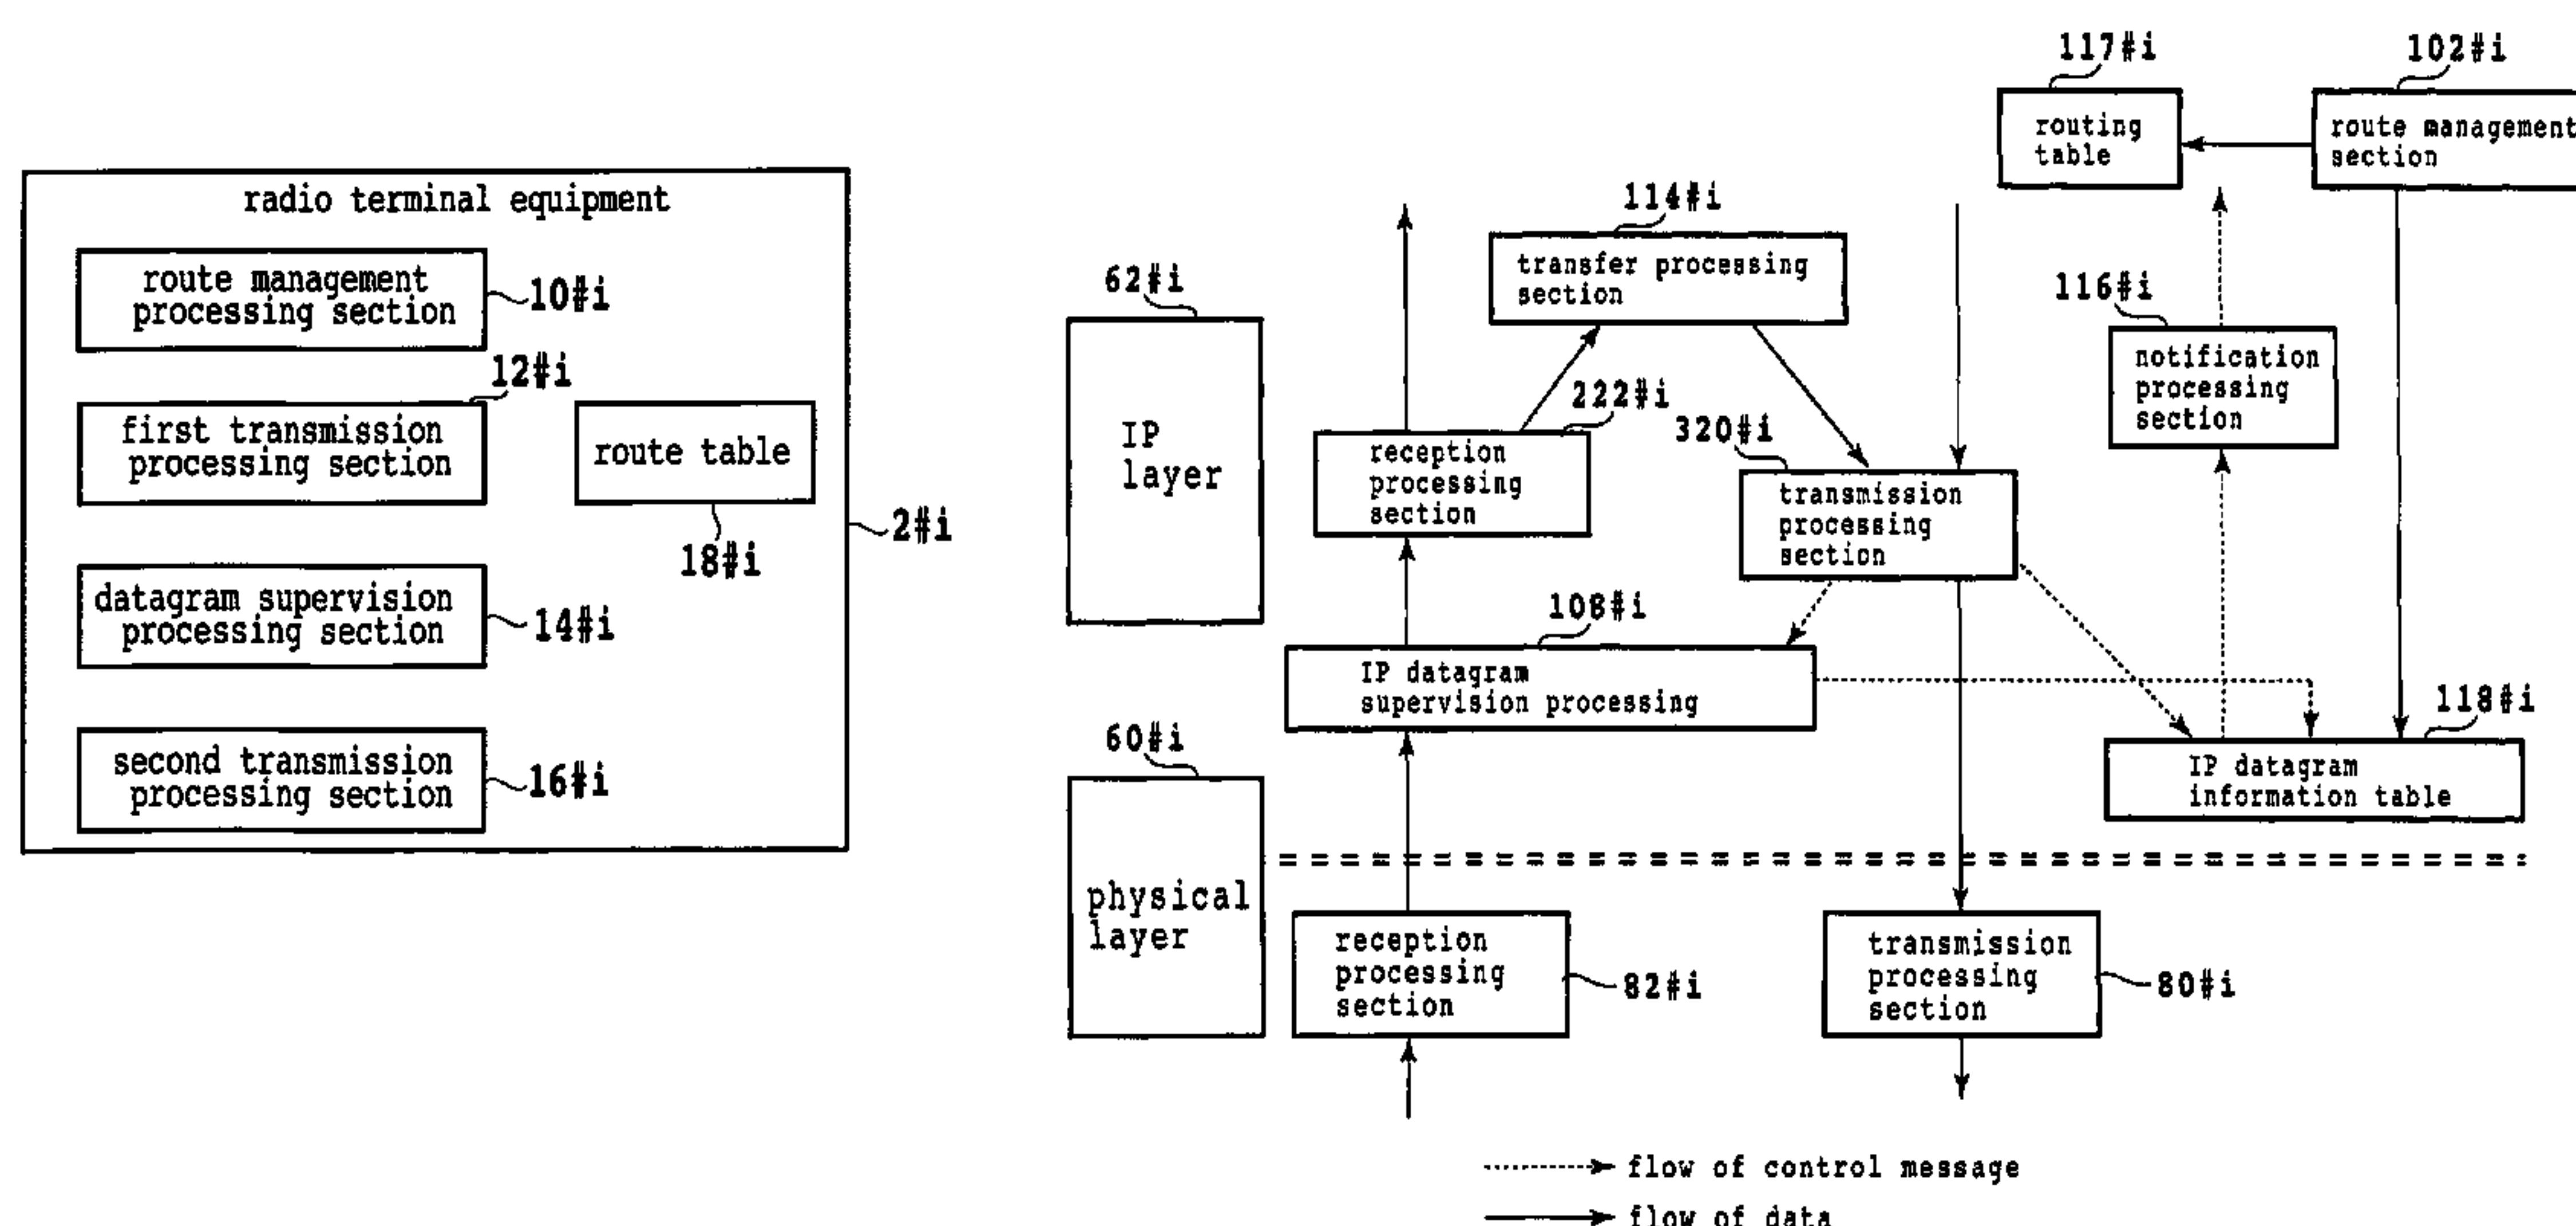 radio terminal equipment
route management
processing section
10#i
12#i
first transmission
processing section
route table
18#i
2#i
datagram supervision
processing section
14#i
second transmission
processing section
16#i
117#i
102#i
routing
table
route management
section
114#i
transfer processing
section
62#i
IP
layer
116#i
notification
processing
section
222#i
reception
processing
section
320#i
transmission
processing
section
108#i
IP datagram
supervision processing
118#i
IP datagram
information table
60#i
physical
layer
reception
processing
section
82#i
transmission
processing
section
80#i
flow of control message
flow of data